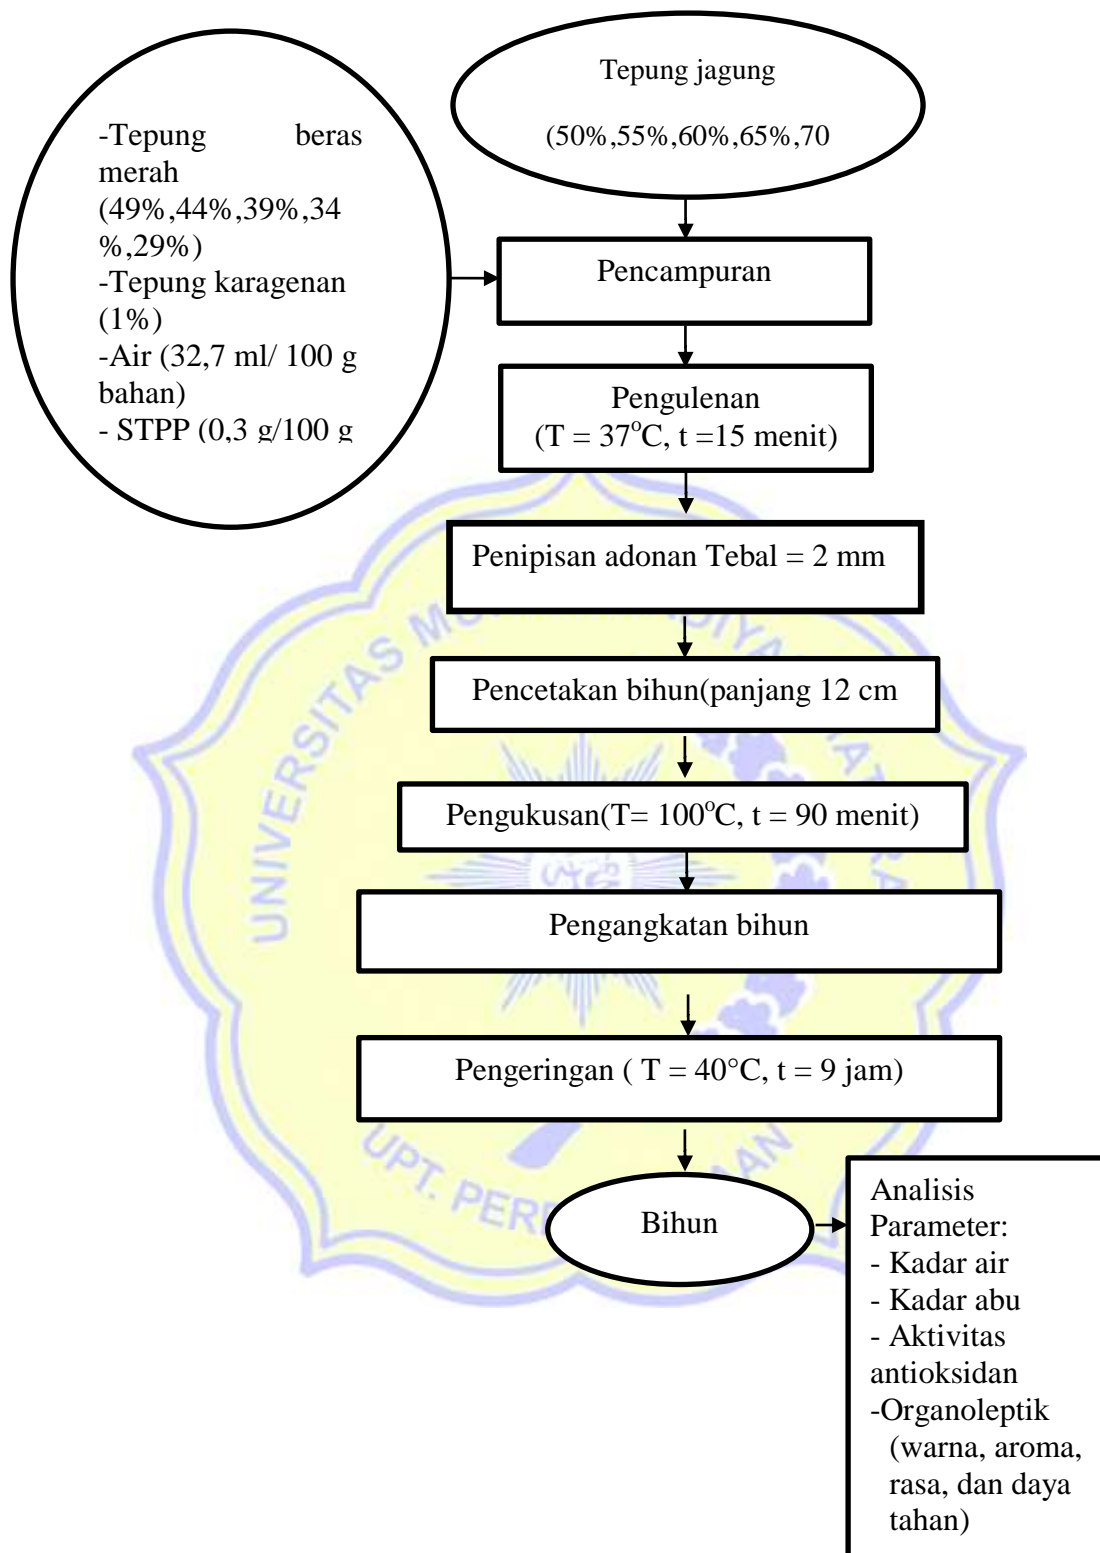 Tepung jagung
(50%,55%,60%,65%,70
-Tepung beras
merah
(49%,44%,39%,34
%,29%)
-Tepung karagenan
(1%)
-Air (32,7 ml/ 100 g
bahan)
- STPP (0,3 g/100 g
Pencampuran
Pengulenan
(T = 37°C, t =15 menit)
Penipisan adonan Tebal = 2 mm
Pencetakan bihun(panjang 12 cm
Pengukusan(T= 100°C, t = 90 menit)
Pengangkatan bihun
Pengeringan ( T = 40°C, t = 9 jam)
Bihun
Analisis
Parameter:
- Kadar air
- Kadar abu
- Aktivitas
antioksidan
-Organoleptik
(warna, aroma,
rasa, dan daya
tahan)
UNIVERSITAS
UPT.